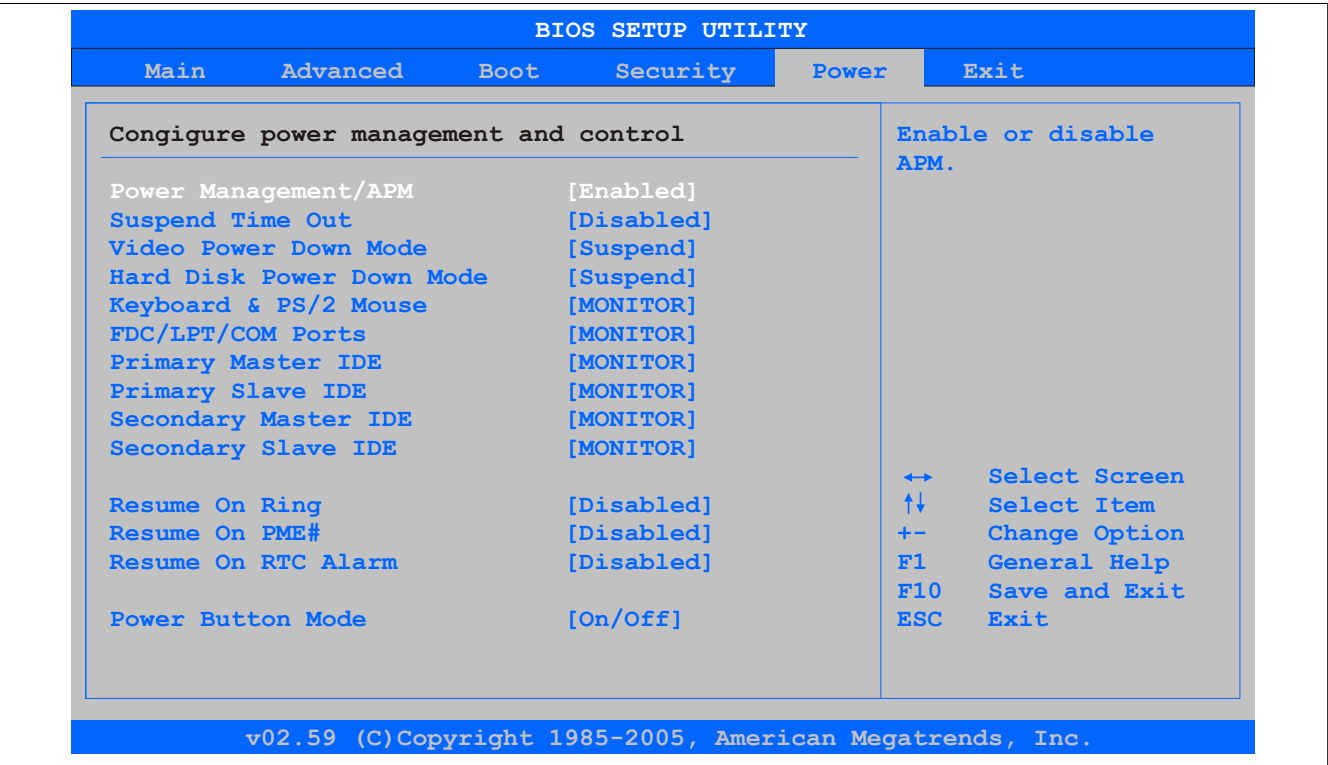 BIOS SETUP UTILITY
Main Advanced Boot Security Power Exit
Congigure power management and control
Power Management/APM [Enabled]
Suspend Time Out [Disabled]
Video Power Down Mode [Suspend]
Hard Disk Power Down Mode [Suspend]
Keyboard & PS/2 Mouse [MONITOR]
FDC/LPT/COM Ports [MONITOR]
Primary Master IDE [MONITOR]
Primary Slave IDE [MONITOR]
Secondary Master IDE [MONITOR]
Secondary Slave IDE [MONITOR]
Resume On Ring [Disabled]
Resume On PME# [Disabled]
Resume On RTC Alarm [Disabled]
Power Button Mode [On/Off]
Enable or disable
APM.
↔ Select Screen
↑↓ Select Item
+- Change Option
F1 General Help
F10 Save and Exit
ESC Exit
v02.59 (C)Copyright 1985-2005, American Megatrends, Inc.